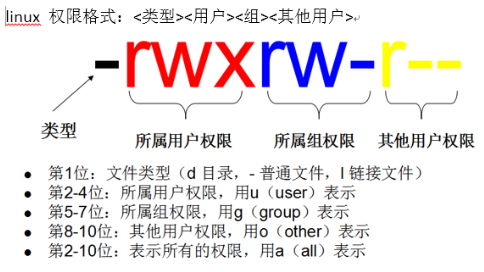 linux 权限格式：<类型><用户><组><其他用户>↵
-rwxrw-r--
类型
所属用户权限 所属组权限 其他用户权限
● 第1位：文件类型（d 目录，- 普通文件，l 链接文件）
● 第2-4位：所属用户权限，用u（user）表示
● 第5-7位：所属组权限，用g（group）表示
● 第8-10位：其他用户权限，用o（other）表示
● 第2-10位：表示所有的权限，用a（all）表示